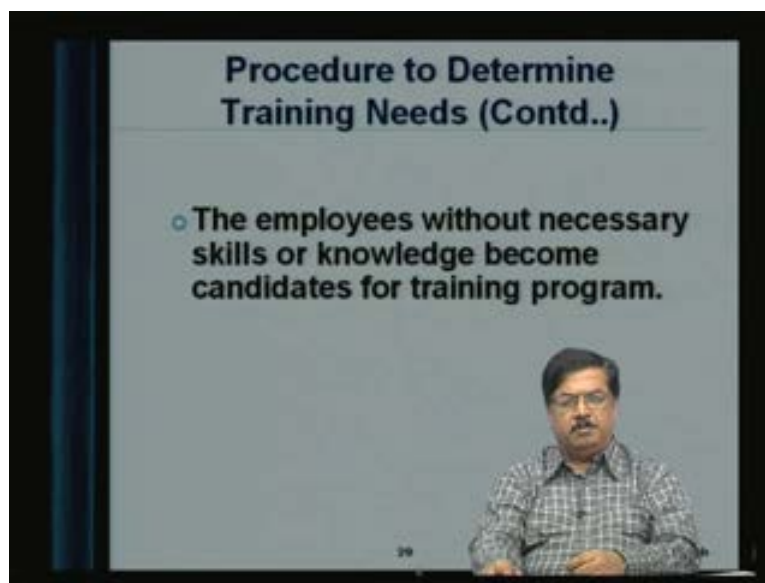 Procedure to Determine
Training Needs (Contd..)
The employees without necessary
skills or knowledge become
candidates for training program.